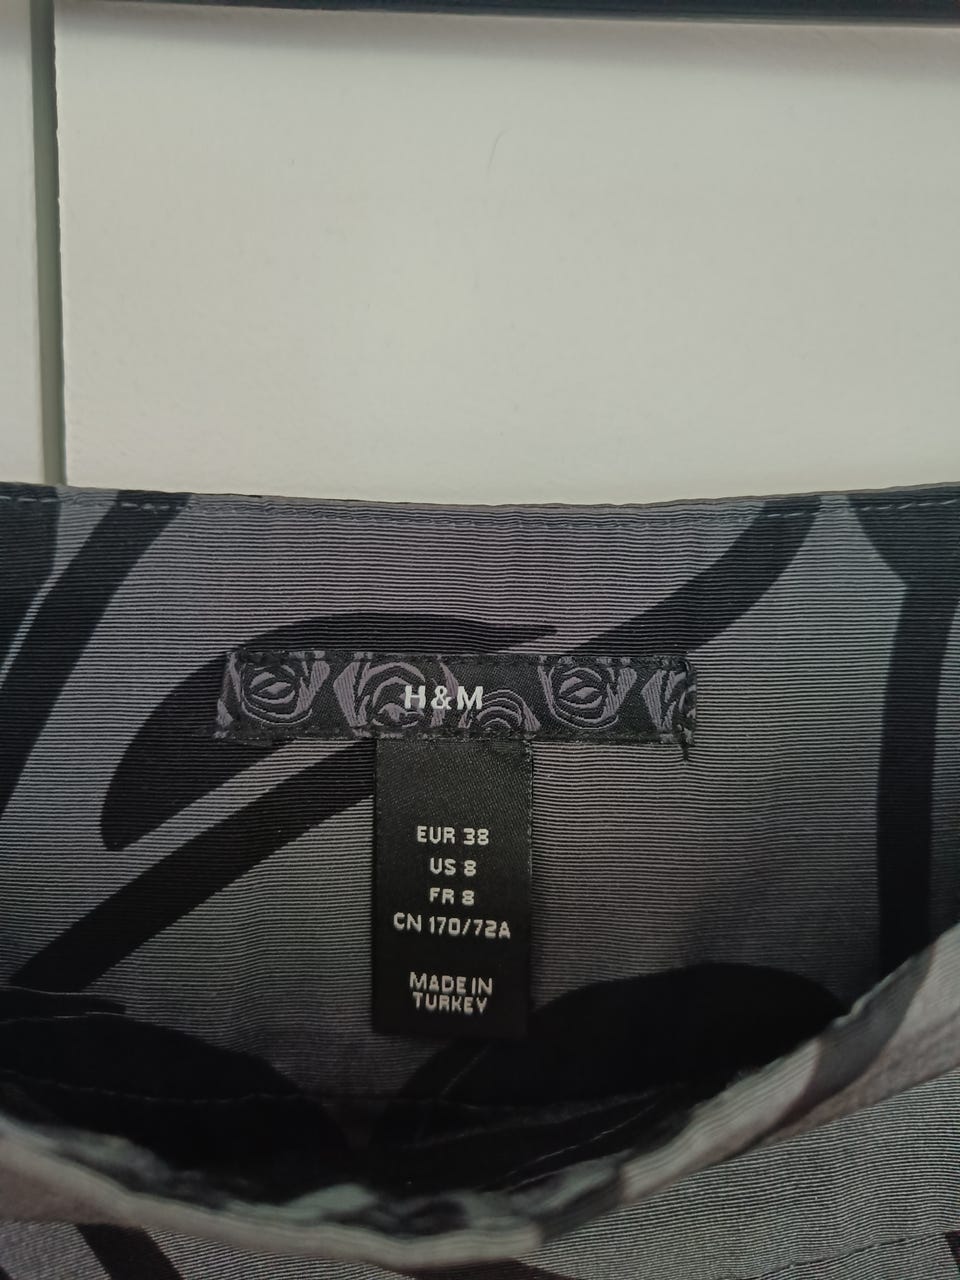 H&M
EUR 38
US 8
FR 8
CN 170/72A
MADE IN
TURKEY